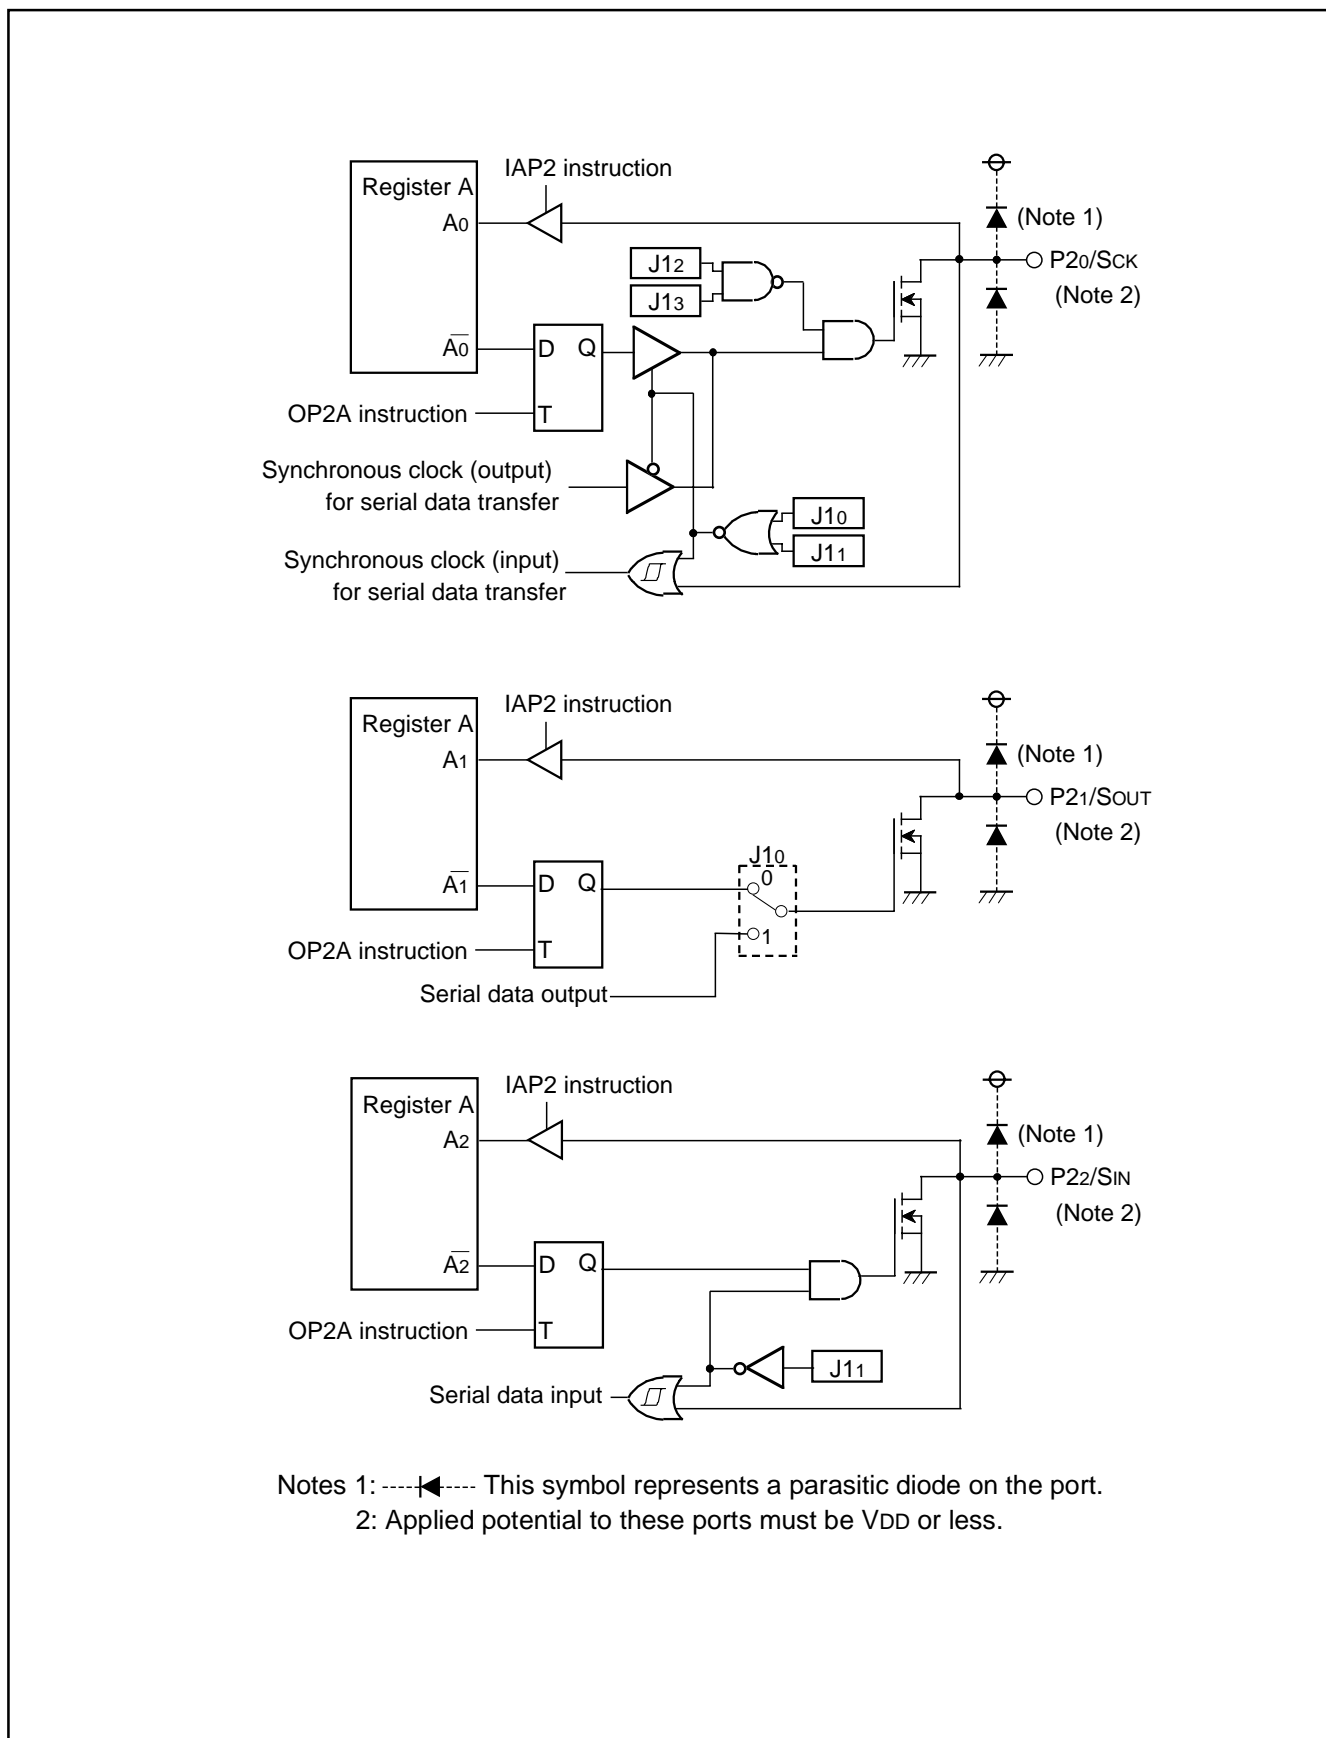 IAP2 instruction
Register A
A0
(Note 1)
J12
P20/SCK
J13
(Note 2)
A̅0̅
D Q
OP2A instruction
T
Synchronous clock (output)
for serial data transfer
J10
J11
Synchronous clock (input)
for serial data transfer
IAP2 instruction
Register A
A1
(Note 1)
P21/SOUT
(Note 2)
J10
0
A̅1̅
D Q
1
OP2A instruction
T
Serial data output
IAP2 instruction
Register A
A2
(Note 1)
P22/SIN
(Note 2)
A̅2̅
D Q
OP2A instruction
T
J11
Serial data input
Notes 1: This symbol represents a parasitic diode on the port.
2: Applied potential to these ports must be VDD or less.